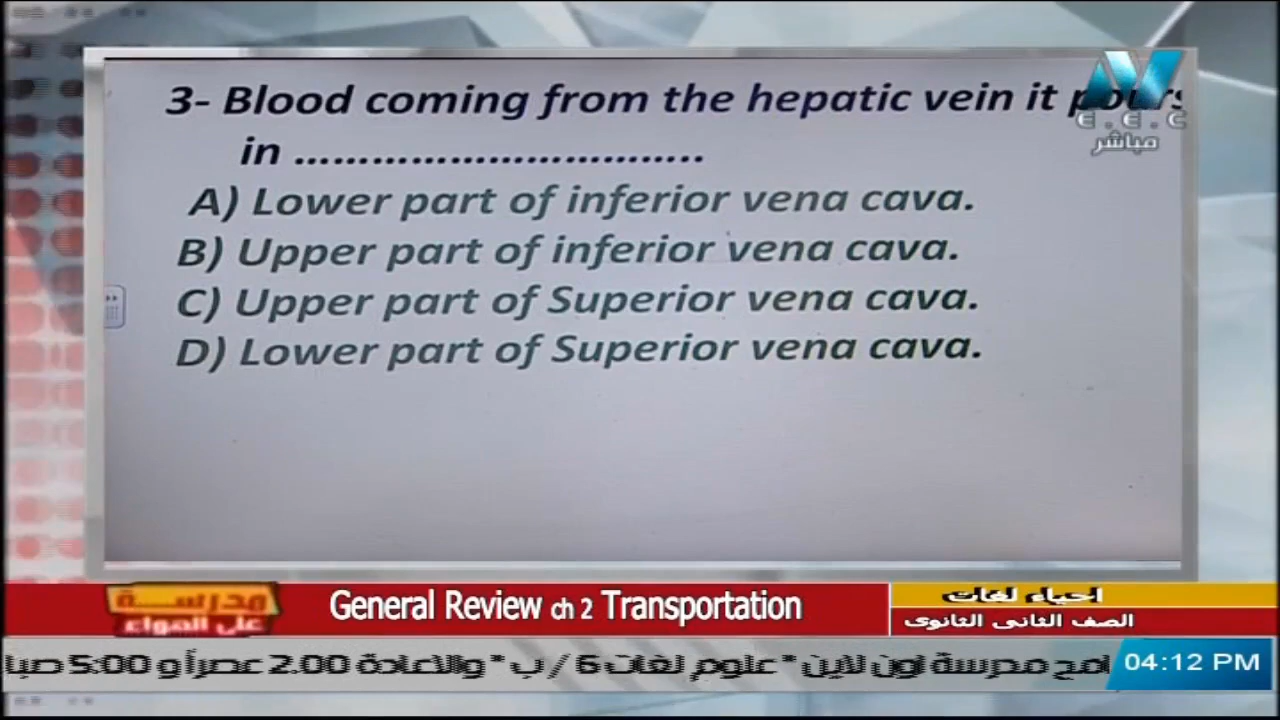 3- Blood coming from the hepatic vein it pours
in ....................................
A) Lower part of inferior vena cava.
B) Upper part of inferior vena cava.
C) Upper part of Superior vena cava.
D) Lower part of Superior vena cava.
E.E.C
مباشر
مدرسة
على الهواء
General Review ch 2 Transportation
احياء لغات
الصف الثانى الثانوى
امج مدرسة اون لاين " علوم لغات 6 / ب " والاعادة 2.00 عصراً و 5:00 صبا
04:12 PM